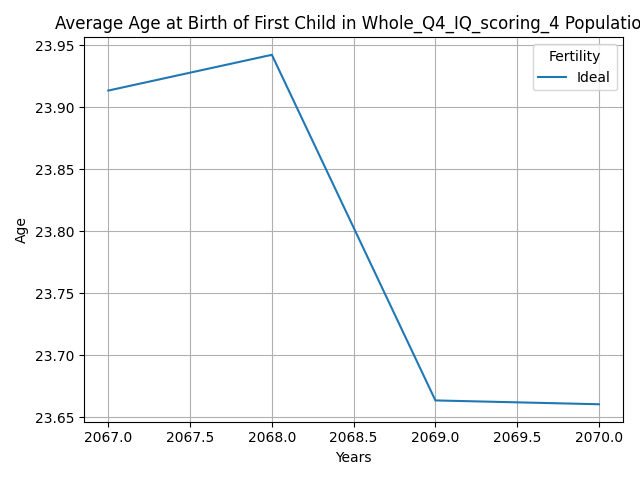 Average Age at Birth of First Child in Whole_Q4_IQ_scoring_4 Populatio
Fertility
Ideal
Age
23.95
23.90
23.85
23.80
23.75
23.70
23.65
2067.0 2067.5 2068.0 2068.5 2069.0 2069.5 2070.0
Years